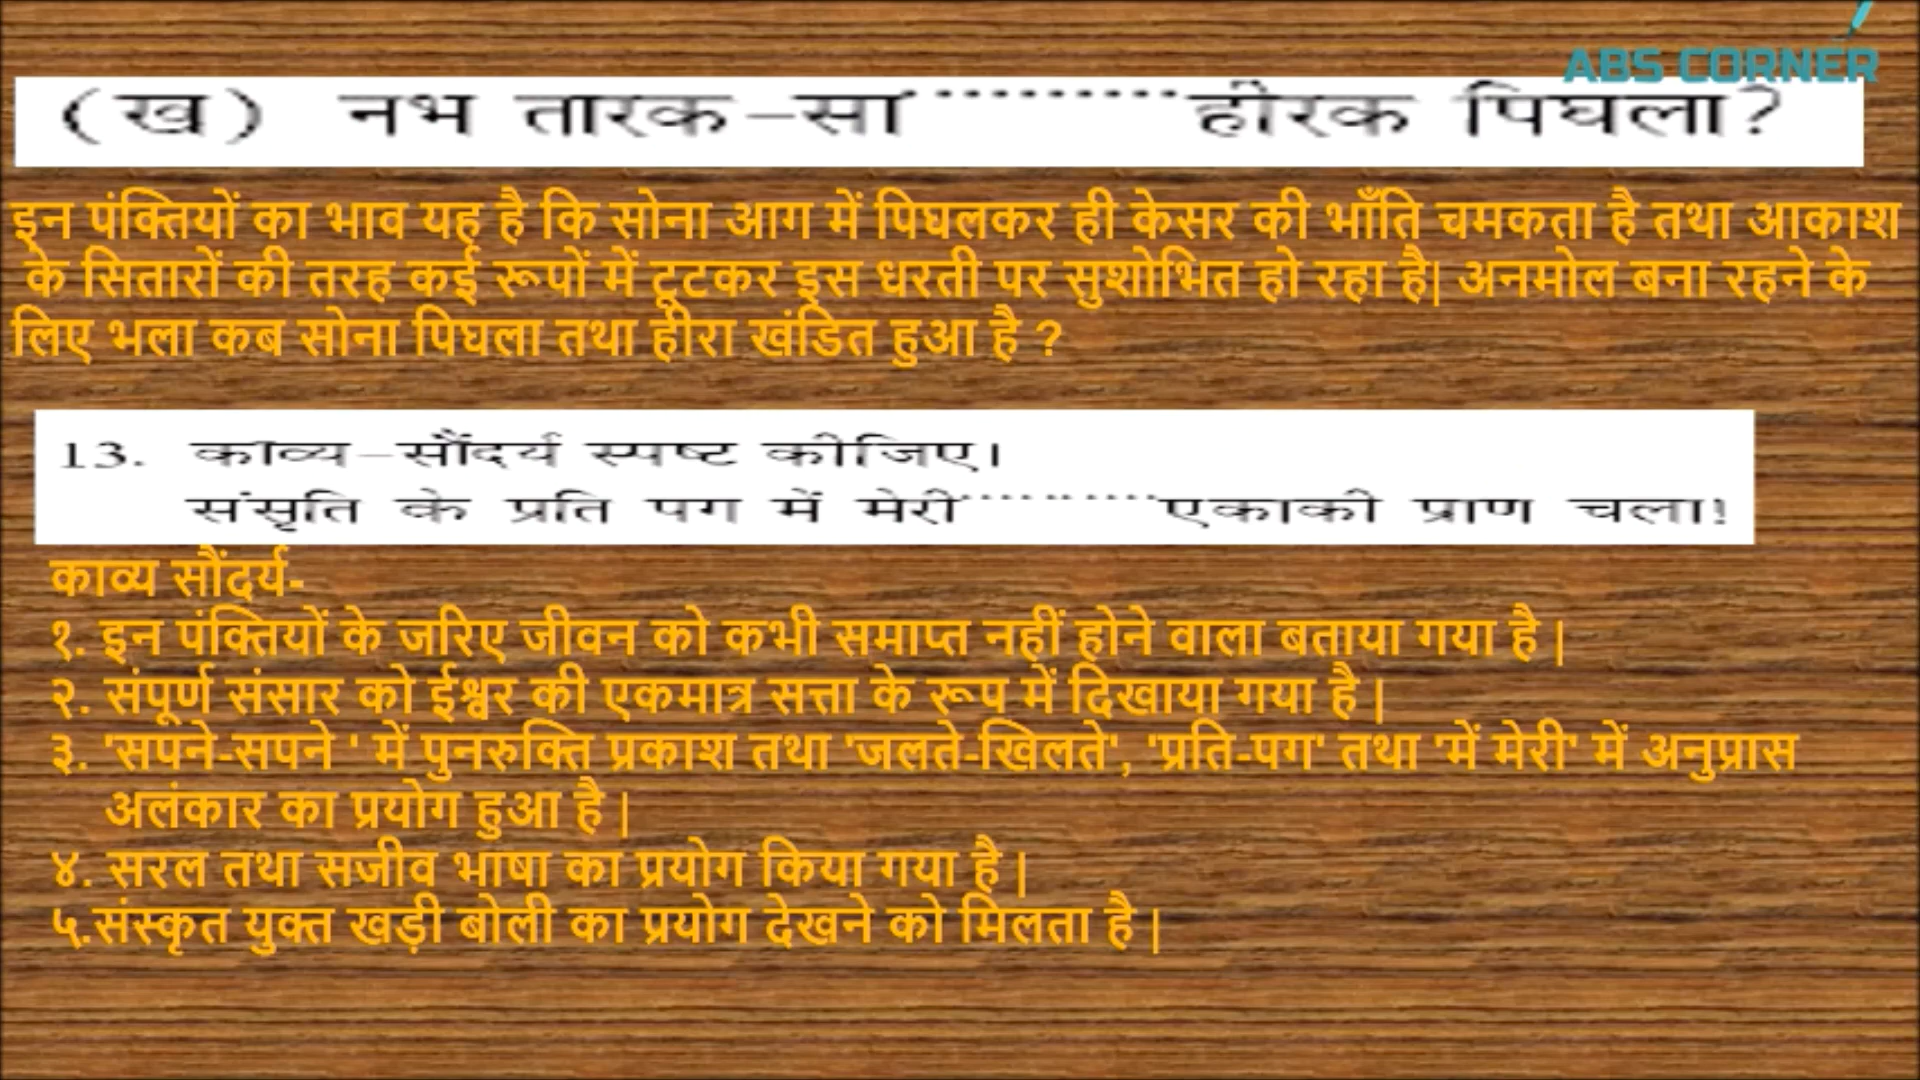 ABS CORNER
(ख) नभ तारक-सा.........हीरक पिघला?
इन पंक्तियों का भाव यह है कि सोना आग में पिघलकर ही केसर की भाँति चमकता है तथा आकाश
के सितारों की तरह कई रूपों में टूटकर इस धरती पर सुशोभित हो रहा है| अनमोल बना रहने के
लिए भला कब सोना पिघला तथा हीरा खंडित हुआ है ?
13. काव्य-सौंदर्य स्पष्ट कीजिए।
संसृति के प्रति पग में मेरी..........एकाकी प्राण चला!
काव्य सौंदर्य-
१. इन पंक्तियों के जरिए जीवन को कभी समाप्त नहीं होने वाला बताया गया है |
२. संपूर्ण संसार को ईश्वर की एकमात्र सत्ता के रूप में दिखाया गया है |
३. 'सपने-सपने ' में पुनरुक्ति प्रकाश तथा 'जलते-खिलते', 'प्रति-पग' तथा 'में मेरी' में अनुप्रास
अलंकार का प्रयोग हुआ है |
४. सरल तथा सजीव भाषा का प्रयोग किया गया है |
५.संस्कृत युक्त खड़ी बोली का प्रयोग देखने को मिलता है |